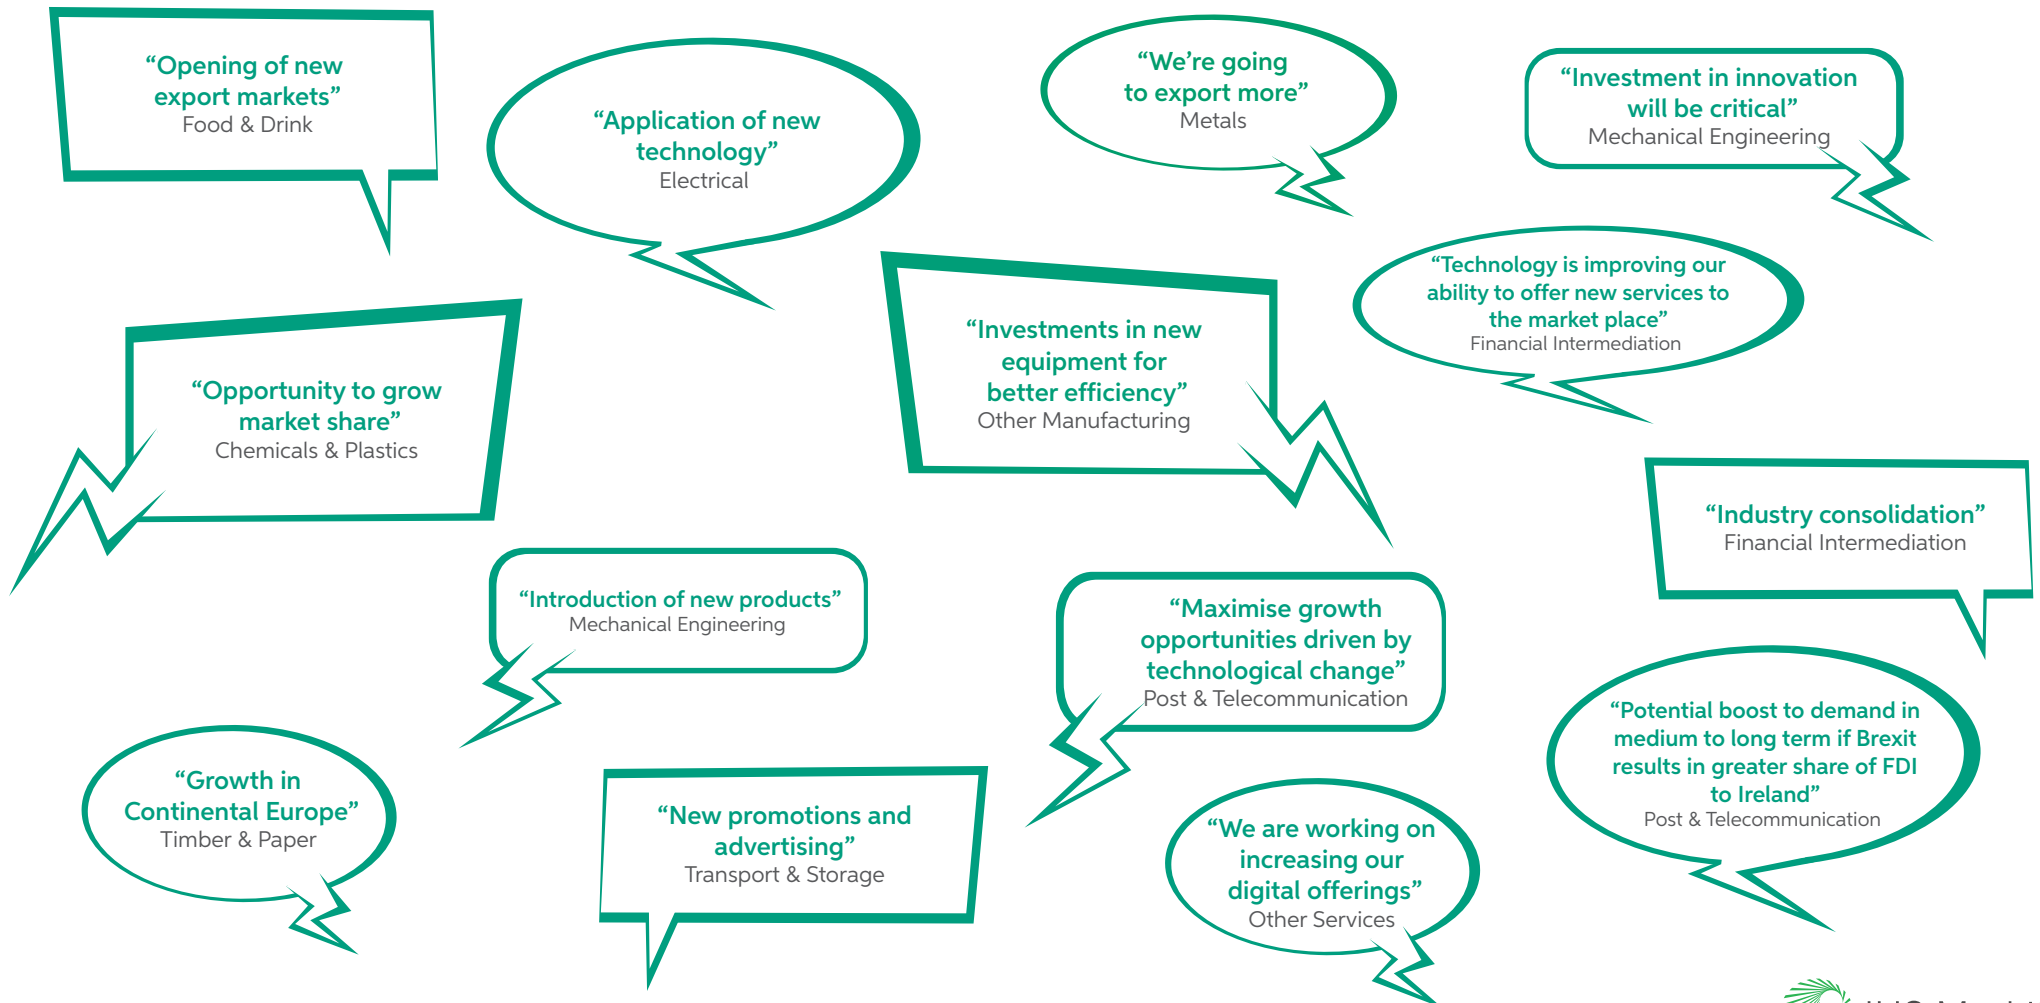 “Opening of new
export markets”
Food & Drink
“Application of new
technology”
Electrical
“We’re going
to export more”
Metals
“Investment in innovation
will be critical”
Mechanical Engineering
“Technology is improving our
ability to offer new services to
the market place”
Financial Intermediation
“Opportunity to grow
market share”
Chemicals & Plastics
“Investments in new
equipment for
better efficiency”
Other Manufacturing
“Industry consolidation”
Financial Intermediation
“Introduction of new products”
Mechanical Engineering
“Maximise growth
opportunities driven by
technological change”
Post & Telecommunication
“Potential boost to demand in
medium to long term if Brexit
results in greater share of FDI
to Ireland”
Post & Telecommunication
“Growth in
Continental Europe”
Timber & Paper
“New promotions and
advertising”
Transport & Storage
“We are working on
increasing our
digital offerings”
Other Services